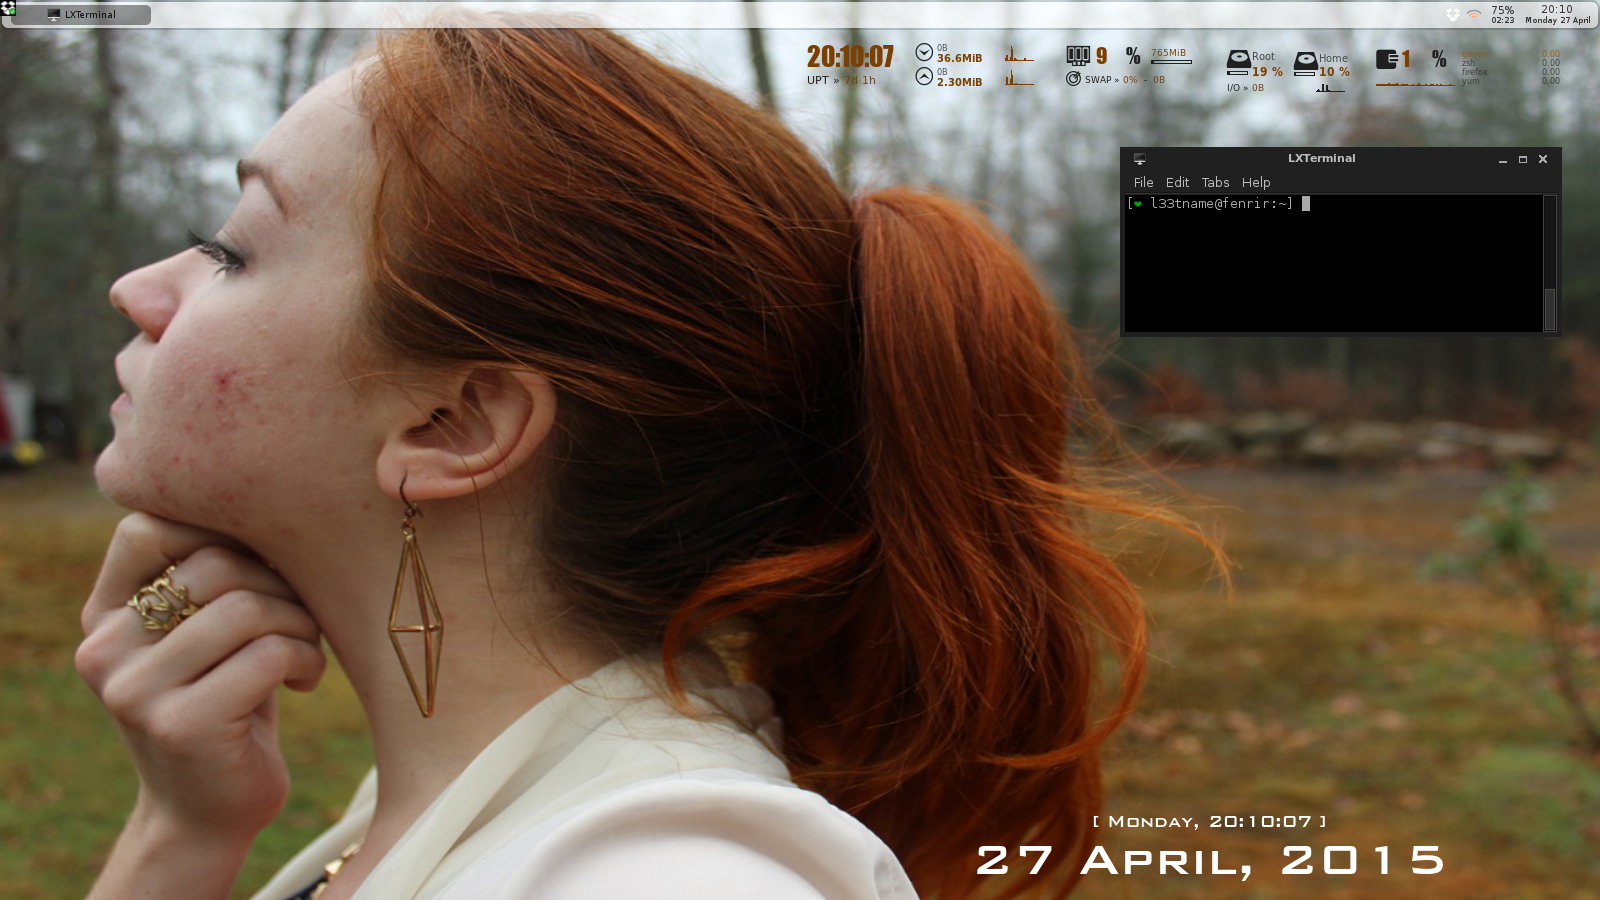 LXTerminal
75%
02:23
20:10
Monday 27 April
20:10:07
UPT » 7d 1h
0B
36.6MiB
0B
2.30MiB
9 %
765MiB
SWAP » 0% - 0B
Root
19 %
Home
10 %
I/O » 0B
1 %
0.00
zsh 0.00
firefox 0.00
yum 0.00
LXTerminal
File Edit Tabs Help
[❤ l33tname@fenrir:~]
[ Monday, 20:10:07 ]
27 April, 2015